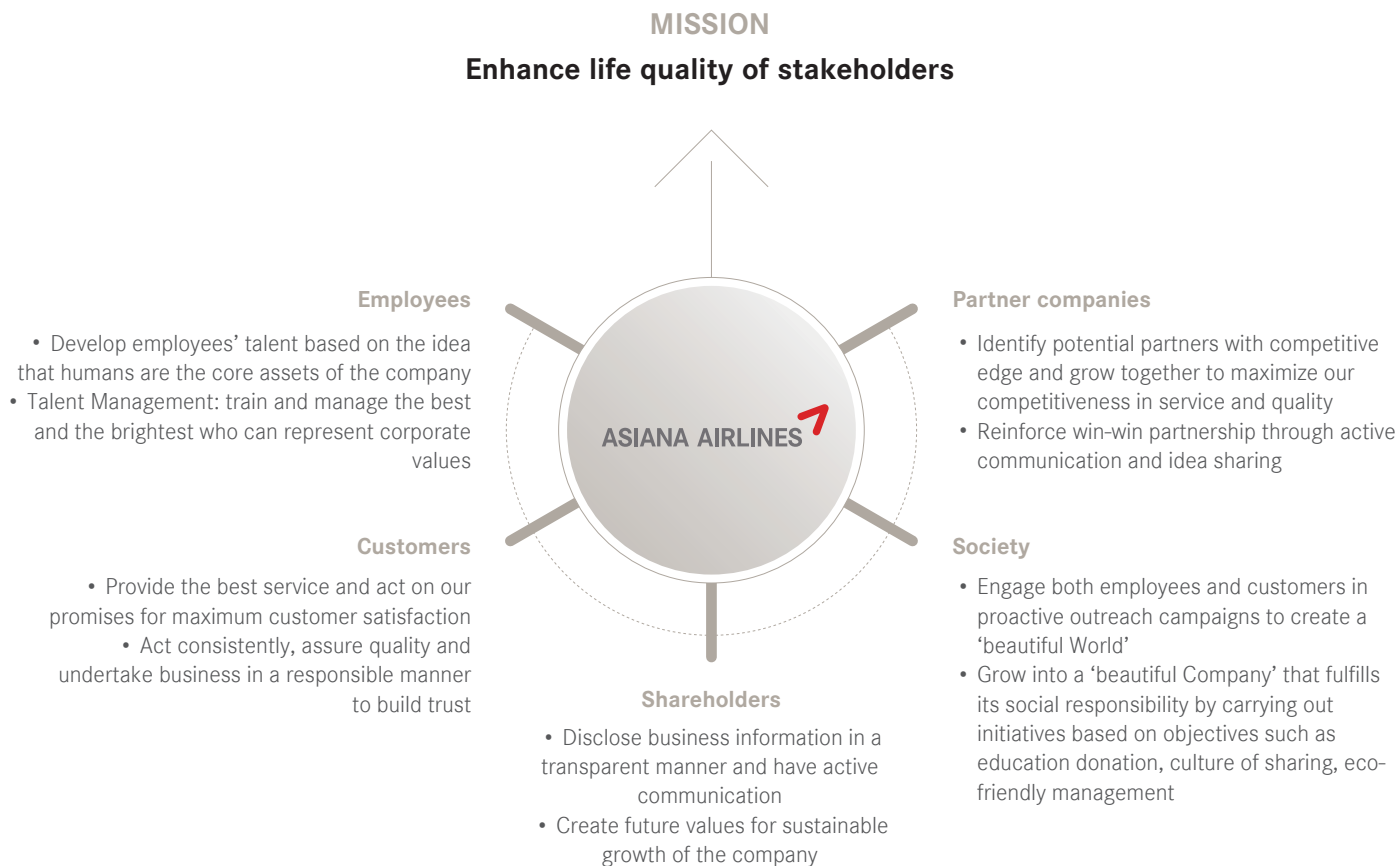 MISSION
Enhance life quality of stakeholders
Employees
• Develop employees’ talent based on the idea
that humans are the core assets of the company
• Talent Management: train and manage the best
and the brightest who can represent corporate
values
Customers
• Provide the best service and act on our
promises for maximum customer satisfaction
• Act consistently, assure quality and
undertake business in a responsible manner
to build trust
ASIANA AIRLINES
Shareholders
• Disclose business information in a
transparent manner and have active
communication
• Create future values for sustainable
growth of the company
Partner companies
• Identify potential partners with competitive
edge and grow together to maximize our
competitiveness in service and quality
• Reinforce win-win partnership through active
communication and idea sharing
Society
• Engage both employees and customers in
proactive outreach campaigns to create a
‘beautiful World’
• Grow into a ‘beautiful Company’ that fulfills
its social responsibility by carrying out
initiatives based on objectives such as
education donation, culture of sharing, eco-
friendly management